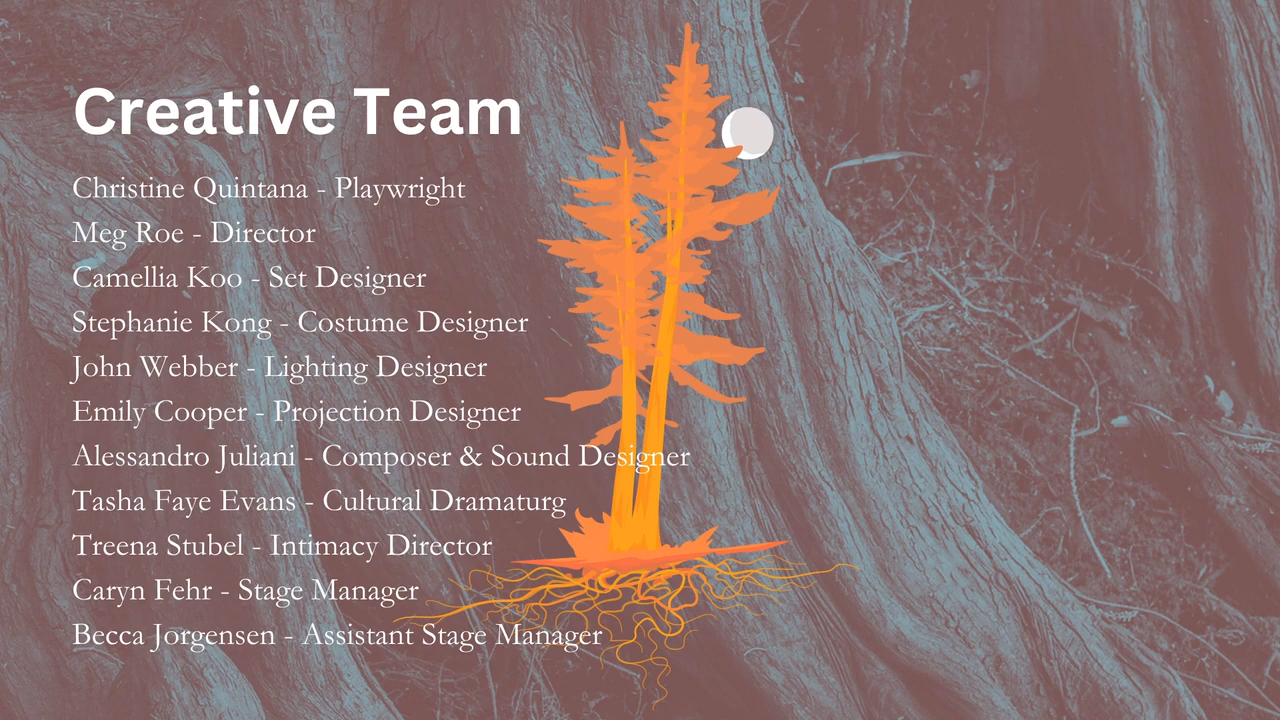 Creative Team
Christine Quintana - Playwright
Meg Roe - Director
Camellia Koo - Set Designer
Stephanie Kong - Costume Designer
John Webber - Lighting Designer
Emily Cooper - Projection Designer
Alessandro Juliani - Composer & Sound Designer
Tasha Faye Evans - Cultural Dramaturg
Treena Stubel - Intimacy Director
Caryn Fehr - Stage Manager
Becca Jorgensen - Assistant Stage Manager